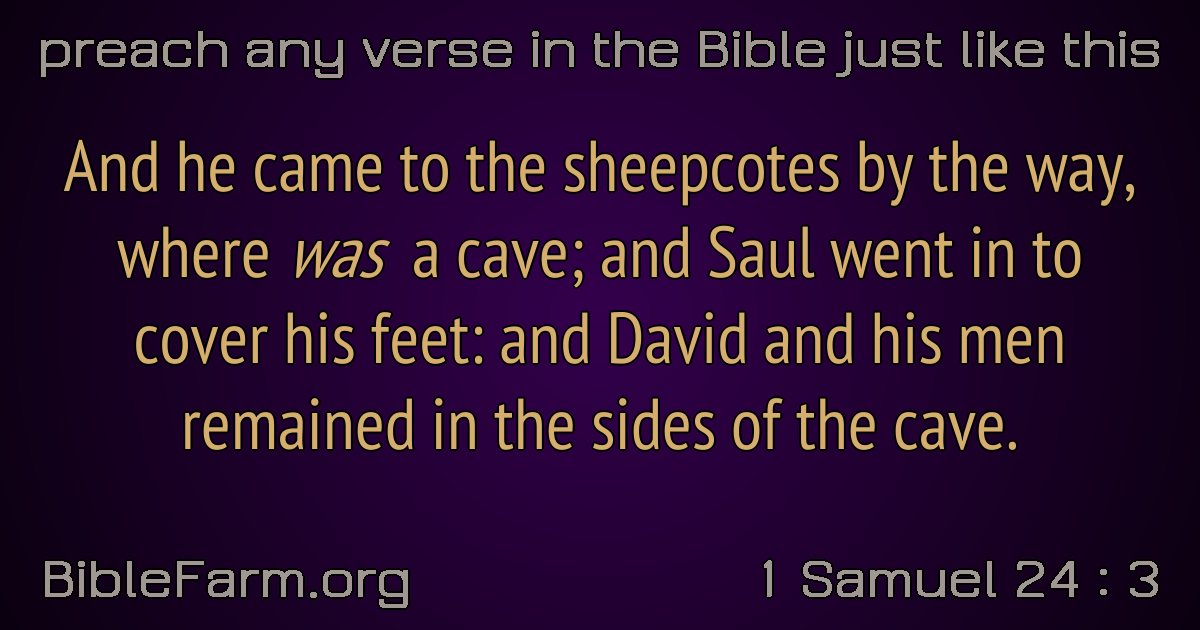 preach any verse in the Bible just like this
And he came to the sheepcotes by the way,
where was a cave; and Saul went in to
cover his feet: and David and his men
remained in the sides of the cave.
BibleFarm.org
1 Samuel 24 : 3